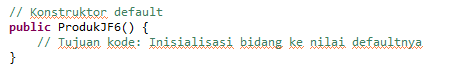 // Konstruktor default
public ProdukJF6() {
// Tujuan kode: Inisialisasi bidang ke nilai defaultnya
}